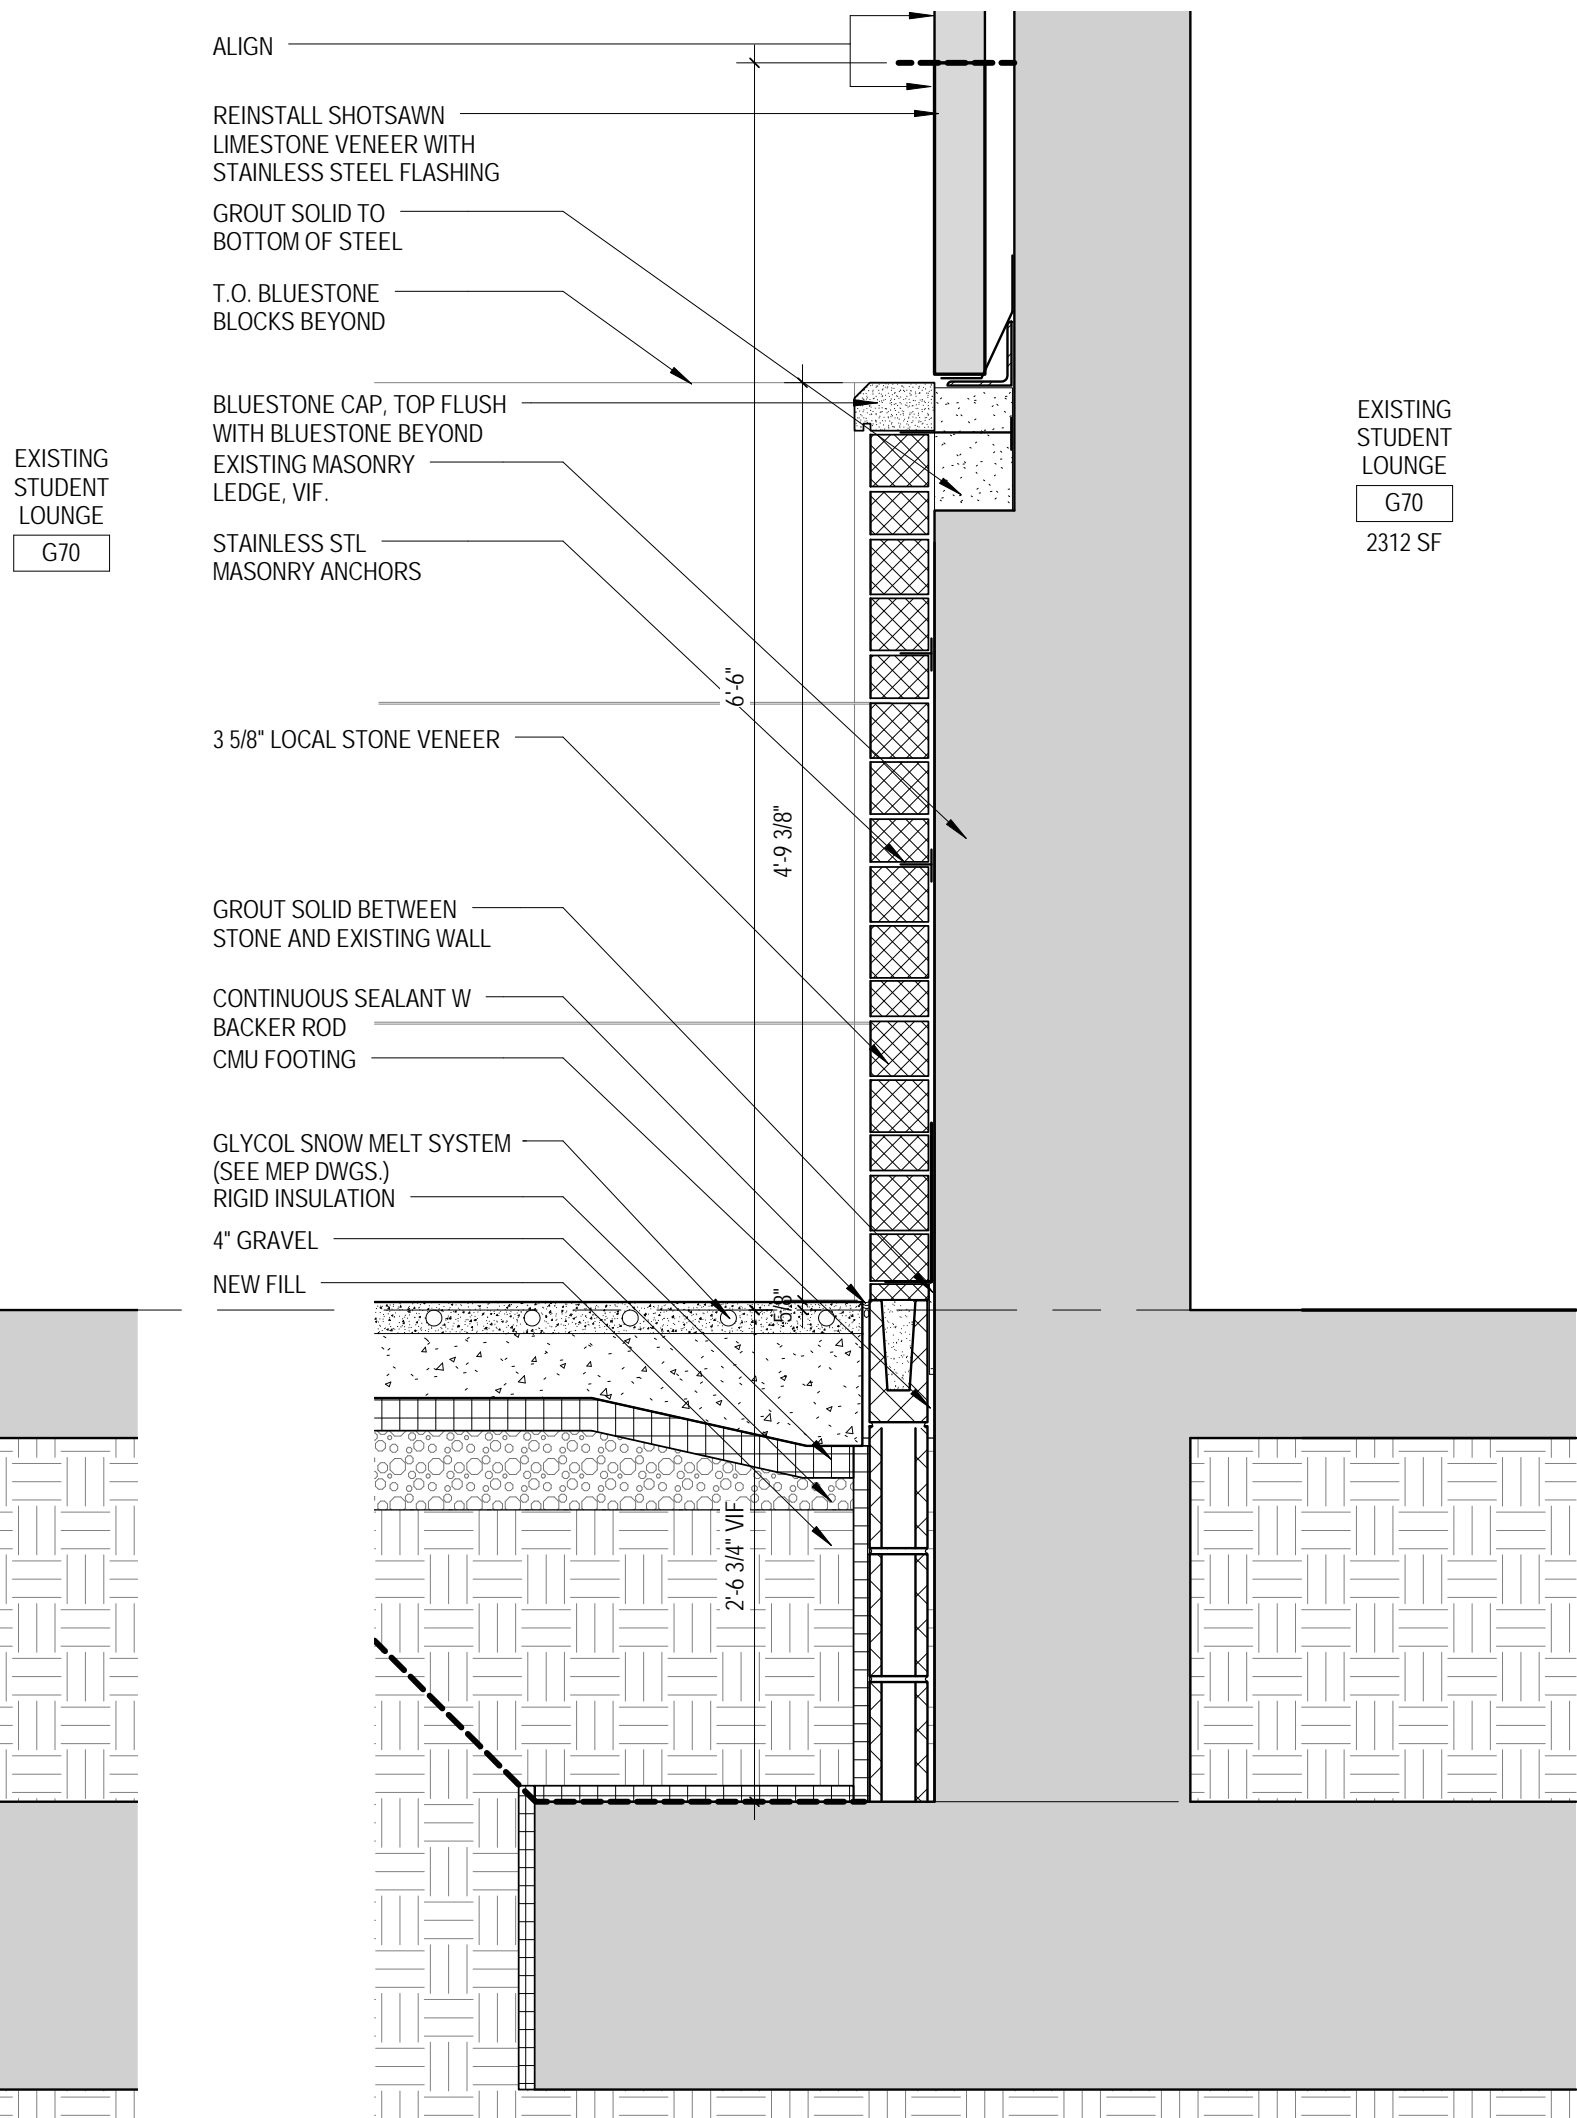 ALIGN
REINSTALL SHOTSAWN
LIMESTONE VENEER WITH
STAINLESS STEEL FLASHING
GROUT SOLID TO
BOTTOM OF STEEL
T.O. BLUESTONE
BLOCKS BEYOND
BLUESTONE CAP, TOP FLUSH
WITH BLUESTONE BEYOND
EXISTING MASONRY
LEDGE, VIF.
STAINLESS STL
MASONRY ANCHORS
3 5/8" LOCAL STONE VENEER
GROUT SOLID BETWEEN
STONE AND EXISTING WALL
CONTINUOUS SEALANT W
BACKER ROD
CMU FOOTING
GLYCOL SNOW MELT SYSTEM
(SEE MEP DWGS.)
RIGID INSULATION
4" GRAVEL
NEW FILL
EXISTING
STUDENT
LOUNGE
G70
6'-6"
4'-9 3/8"
5/8"
2'-6 3/4" VIF
EXISTING
STUDENT
LOUNGE
G70
2312 SF